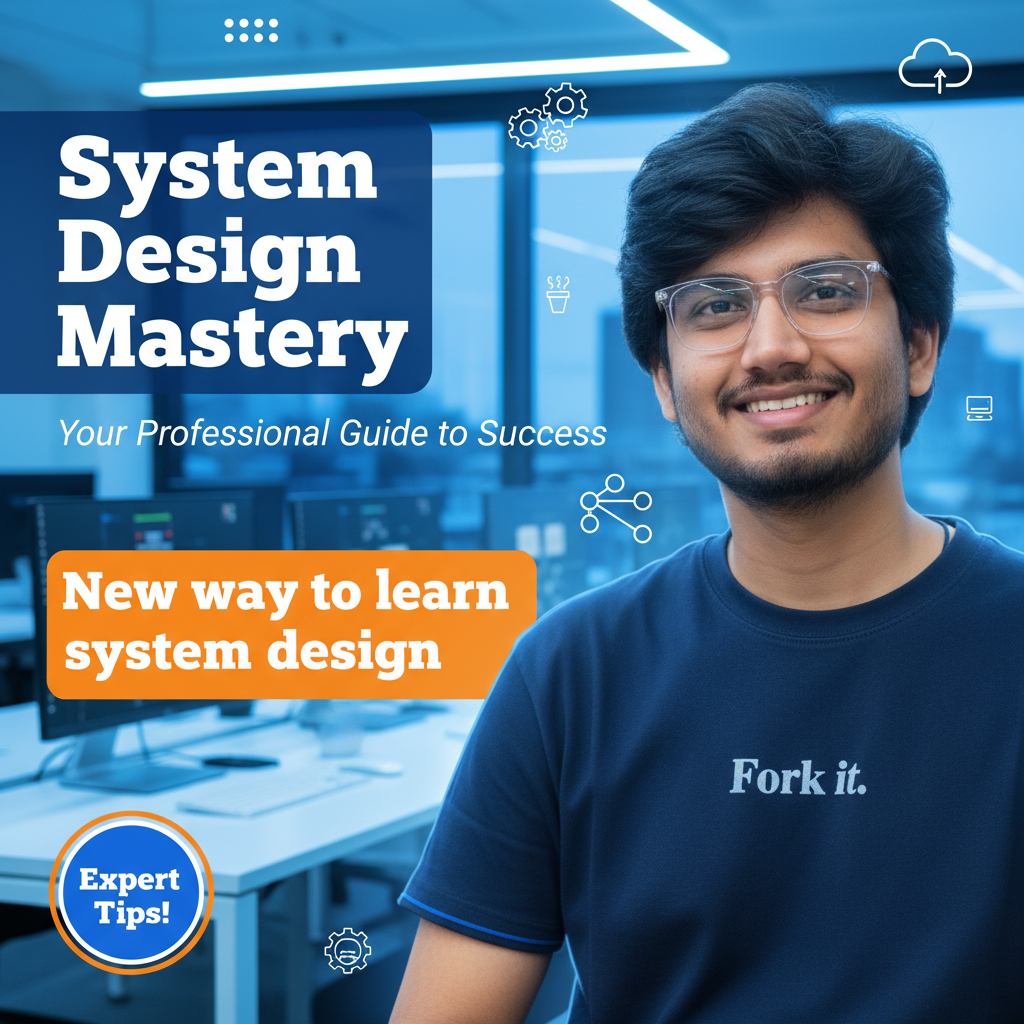 System
Design
Mastery
Your Professional Guide to Success
New way to learn
system design
Fork it.
Expert
Tips!